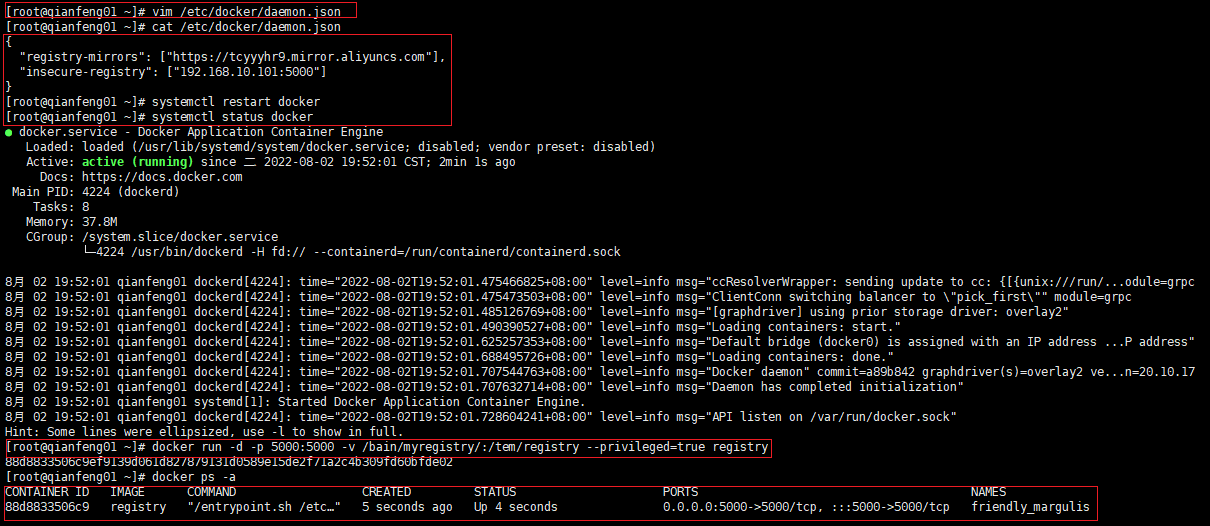 [root@qianfeng01 ~]# vim /etc/docker/daemon.json
[root@qianfeng01 ~]# cat /etc/docker/daemon.json
{
  "registry-mirrors": ["https://tcyyyhr9.mirror.aliyuncs.com"],
  "insecure-registry": ["192.168.10.101:5000"]
}
[root@qianfeng01 ~]# systemctl restart docker
[root@qianfeng01 ~]# systemctl status docker
● docker.service - Docker Application Container Engine
   Loaded: loaded (/usr/lib/systemd/system/docker.service; disabled; vendor preset: disabled)
   Active: active (running) since 二 2022-08-02 19:52:01 CST; 2min 1s ago
     Docs: https://docs.docker.com
 Main PID: 4224 (dockerd)
    Tasks: 8
   Memory: 37.8M
   CGroup: /system.slice/docker.service
           └─4224 /usr/bin/dockerd -H fd:// --containerd=/run/containerd/containerd.sock
8月 02 19:52:01 qianfeng01 dockerd[4224]: time="2022-08-02T19:52:01.475466825+08:00" level=info msg="ccResolverWrapper: sending update to cc: {[{unix:///run/...odule=grpc
8月 02 19:52:01 qianfeng01 dockerd[4224]: time="2022-08-02T19:52:01.475473503+08:00" level=info msg="ClientConn switching balancer to \"pick_first\"" module=grpc
8月 02 19:52:01 qianfeng01 dockerd[4224]: time="2022-08-02T19:52:01.485126769+08:00" level=info msg="[graphdriver] using prior storage driver: overlay2"
8月 02 19:52:01 qianfeng01 dockerd[4224]: time="2022-08-02T19:52:01.490390527+08:00" level=info msg="Loading containers: start."
8月 02 19:52:01 qianfeng01 dockerd[4224]: time="2022-08-02T19:52:01.625257353+08:00" level=info msg="Default bridge (docker0) is assigned with an IP address ...P address"
8月 02 19:52:01 qianfeng01 dockerd[4224]: time="2022-08-02T19:52:01.688495726+08:00" level=info msg="Loading containers: done."
8月 02 19:52:01 qianfeng01 dockerd[4224]: time="2022-08-02T19:52:01.707544763+08:00" level=info msg="Docker daemon" commit=a89b842 graphdriver(s)=overlay2 ve...n=20.10.17
8月 02 19:52:01 qianfeng01 dockerd[4224]: time="2022-08-02T19:52:01.707632714+08:00" level=info msg="Daemon has completed initialization"
8月 02 19:52:01 qianfeng01 systemd[1]: Started Docker Application Container Engine.
8月 02 19:52:01 qianfeng01 dockerd[4224]: time="2022-08-02T19:52:01.728604241+08:00" level=info msg="API listen on /var/run/docker.sock"
Hint: Some lines were ellipsized, use -l to show in full.
[root@qianfeng01 ~]# docker run -d -p 5000:5000 -v /bain/myregistry/:/tem/registry --privileged=true registry
88d8833506c9ef9139d061d827879131d0589e15de2f71a2c4b309fd60bfde02
[root@qianfeng01 ~]# docker ps -a
CONTAINER ID   IMAGE      COMMAND                  CREATED         STATUS         PORTS                                       NAMES
88d8833506c9   registry   "/entrypoint.sh /etc…"   5 seconds ago   Up 4 seconds   0.0.0.0:5000->5000/tcp, :::5000->5000/tcp   friendly_margulis